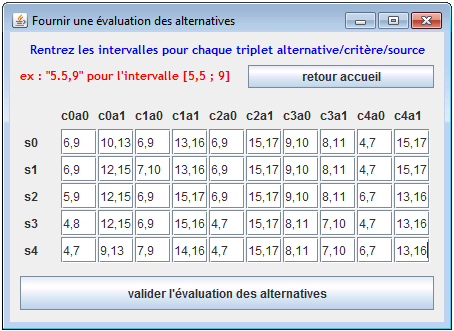 Fournir une évaluation des alternatives
Rentrez les intervalles pour chaque triplet alternative/critère/source
ex : "5.5,9" pour l'intervalle [5,5 ; 9]
retour accueil
c0a0 c0a1 c1a0 c1a1 c2a0 c2a1 c3a0 c3a1 c4a0 c4a1
s0 6,9 10,13 6,9 13,16 6,9 15,17 9,10 8,11 4,7 15,17
s1 6,9 12,15 7,10 13,16 6,9 15,17 9,10 8,11 4,7 15,17
s2 5,9 12,15 6,9 15,17 6,9 15,17 9,10 8,11 6,7 13,16
s3 4,8 12,15 6,9 15,16 4,7 15,17 8,11 7,10 4,7 13,16
s4 4,7 9,13 7,9 14,16 4,7 15,17 8,11 7,10 6,7 13,16
valider l'évaluation des alternatives